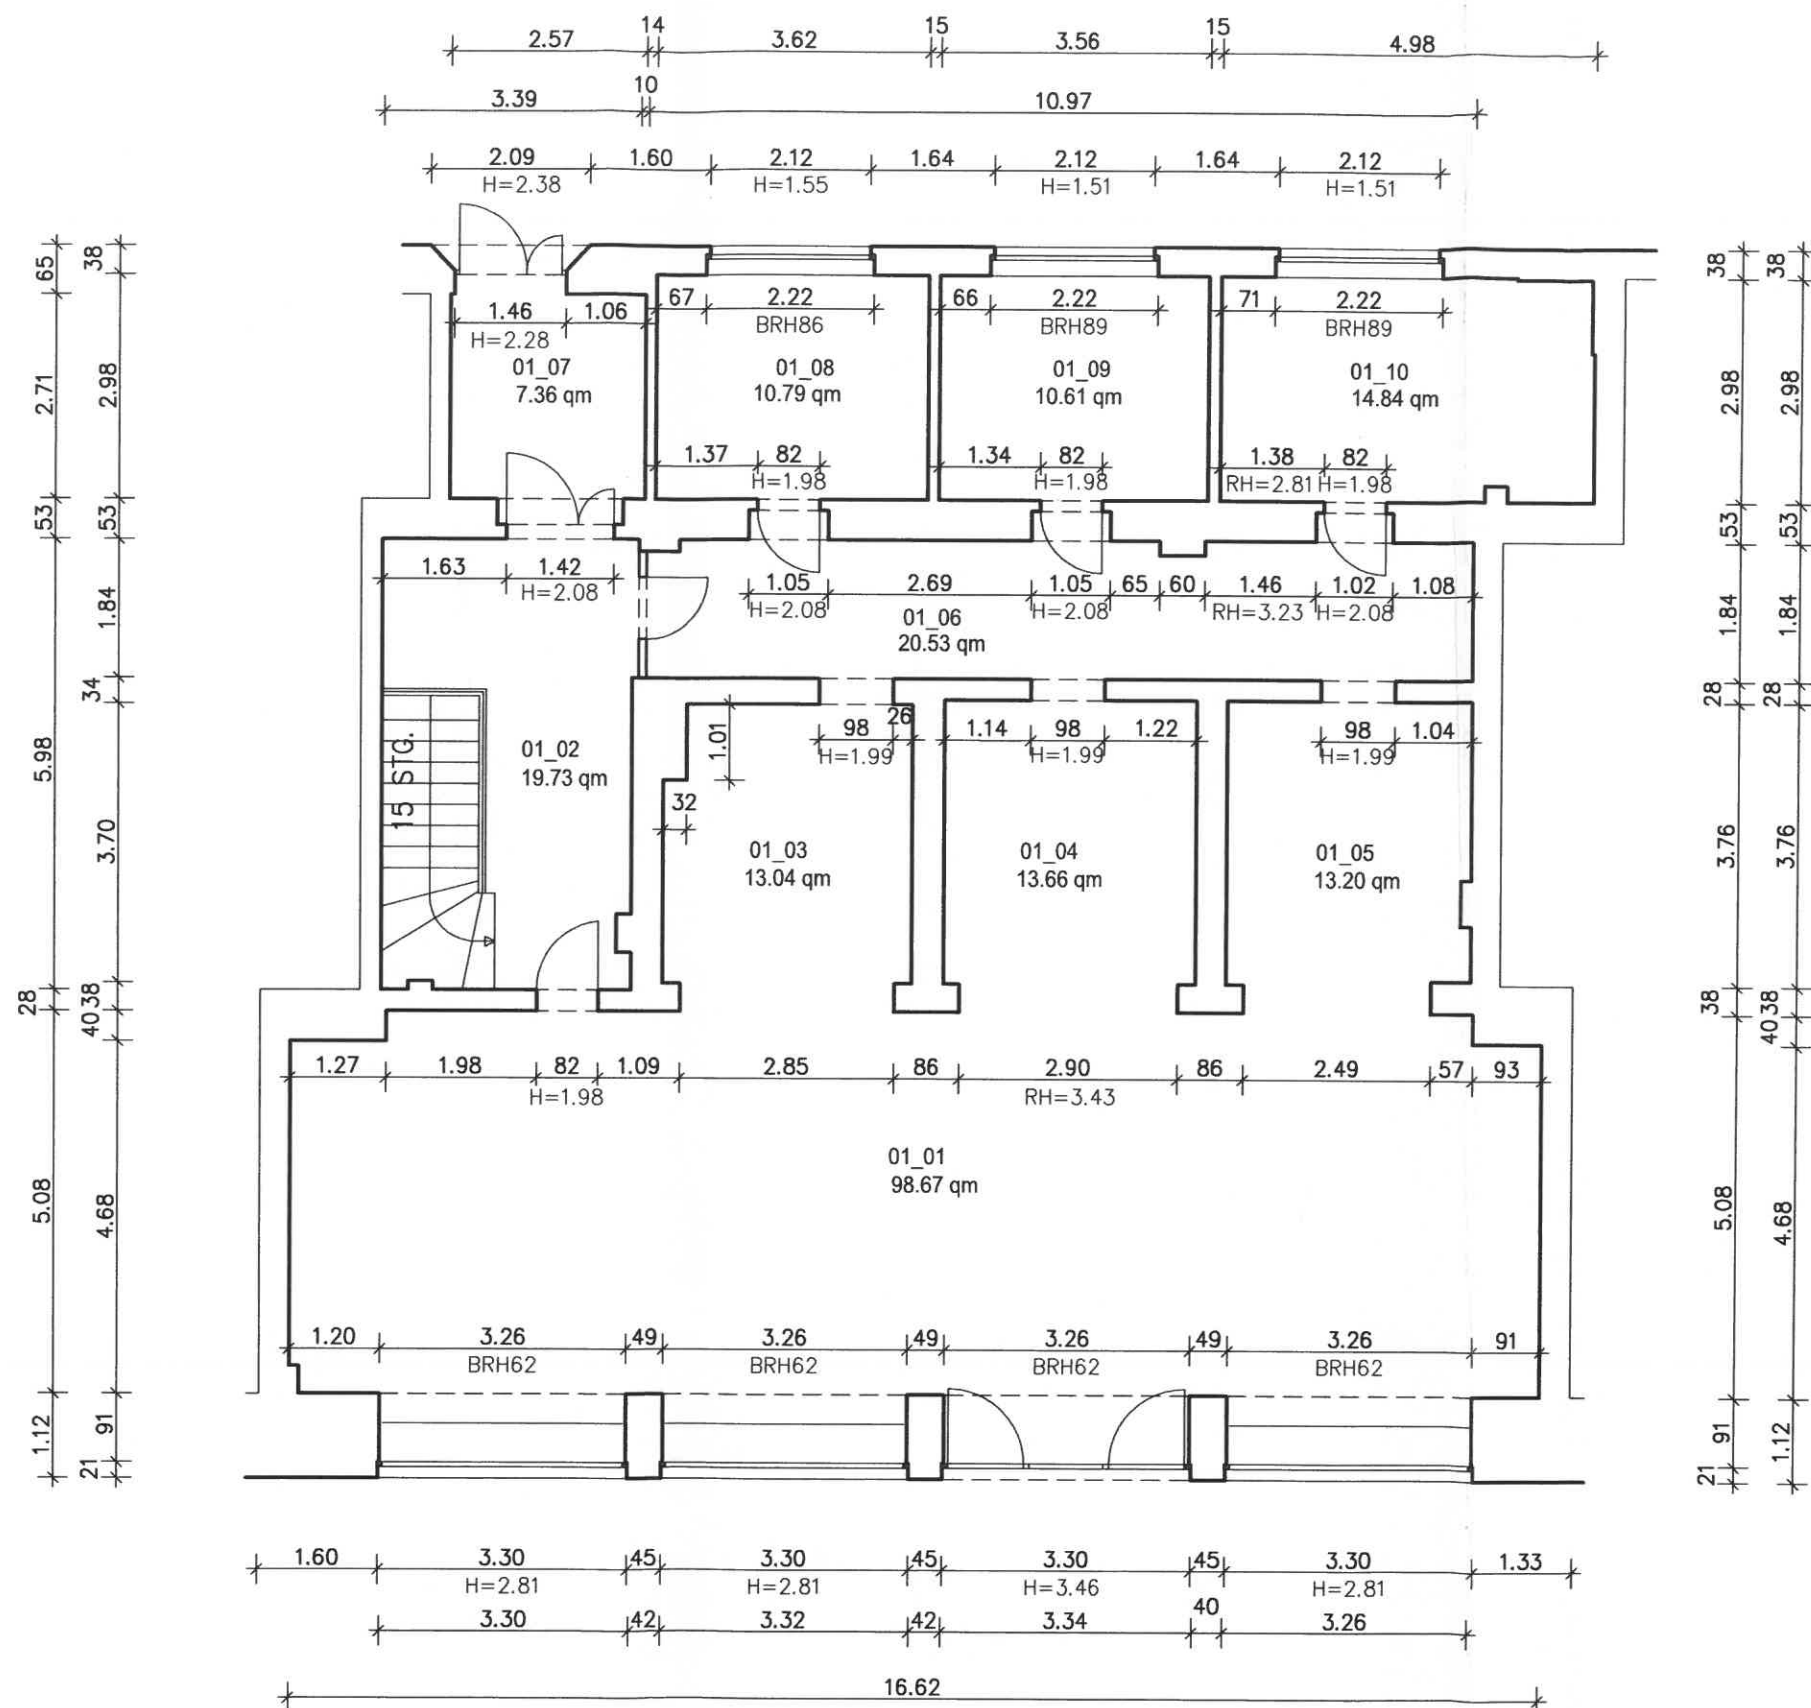 14 15 15
2.57 3.62 3.56 4.98
10
3.39 10.97
2.09 1.60 2.12 1.64 2.12 1.64 2.12
H=2.38 H=1.55 H=1.51 H=1.51
65 38 38 38
67 2.22 66 2.22 71 2.22
1.46 1.06 BRH86 BRH89 BRH89
H=2.28
01_07 01_08 01_09 01_10
7.36 qm 10.79 qm 10.61 qm 14.84 qm
2.71 2.98 2.98 2.98
1.37 82 1.34 82 1.38 82
H=1.98 H=1.98 RH=2.81 H=1.98
53 53 53 53
1.63 1.42 1.05 2.69 1.05 65 60 1.46 1.02 1.08
H=2.08 H=2.08 H=2.08 RH=3.23 H=2.08
01_06
20.53 qm
1.84 1.84 1.84
34 28 28
26
1.01 98 1.14 98 1.22 98 1.04
H=1.99 H=1.99 H=1.99
5.98
15 STG.
01_02
19.73 qm
32
3.70 3.76 3.76
01_03 01_04 01_05
13.04 qm 13.66 qm 13.20 qm
28 38 38 38
40 40
1.27 1.98 82 1.09 2.85 86 2.90 86 2.49 57 93
H=1.98 RH=3.43
01_01
98.67 qm
5.08 4.68 5.08 4.68
1.20 3.26 49 3.26 49 3.26 49 3.26 91
BRH62 BRH62 BRH62 BRH62
1.12 91 91 1.12
21 21
1.60 3.30 45 3.30 45 3.30 45 3.30 1.33
H=2.81 H=2.81 H=3.46 H=2.81
40
3.30 42 3.32 42 3.34 3.26
16.62